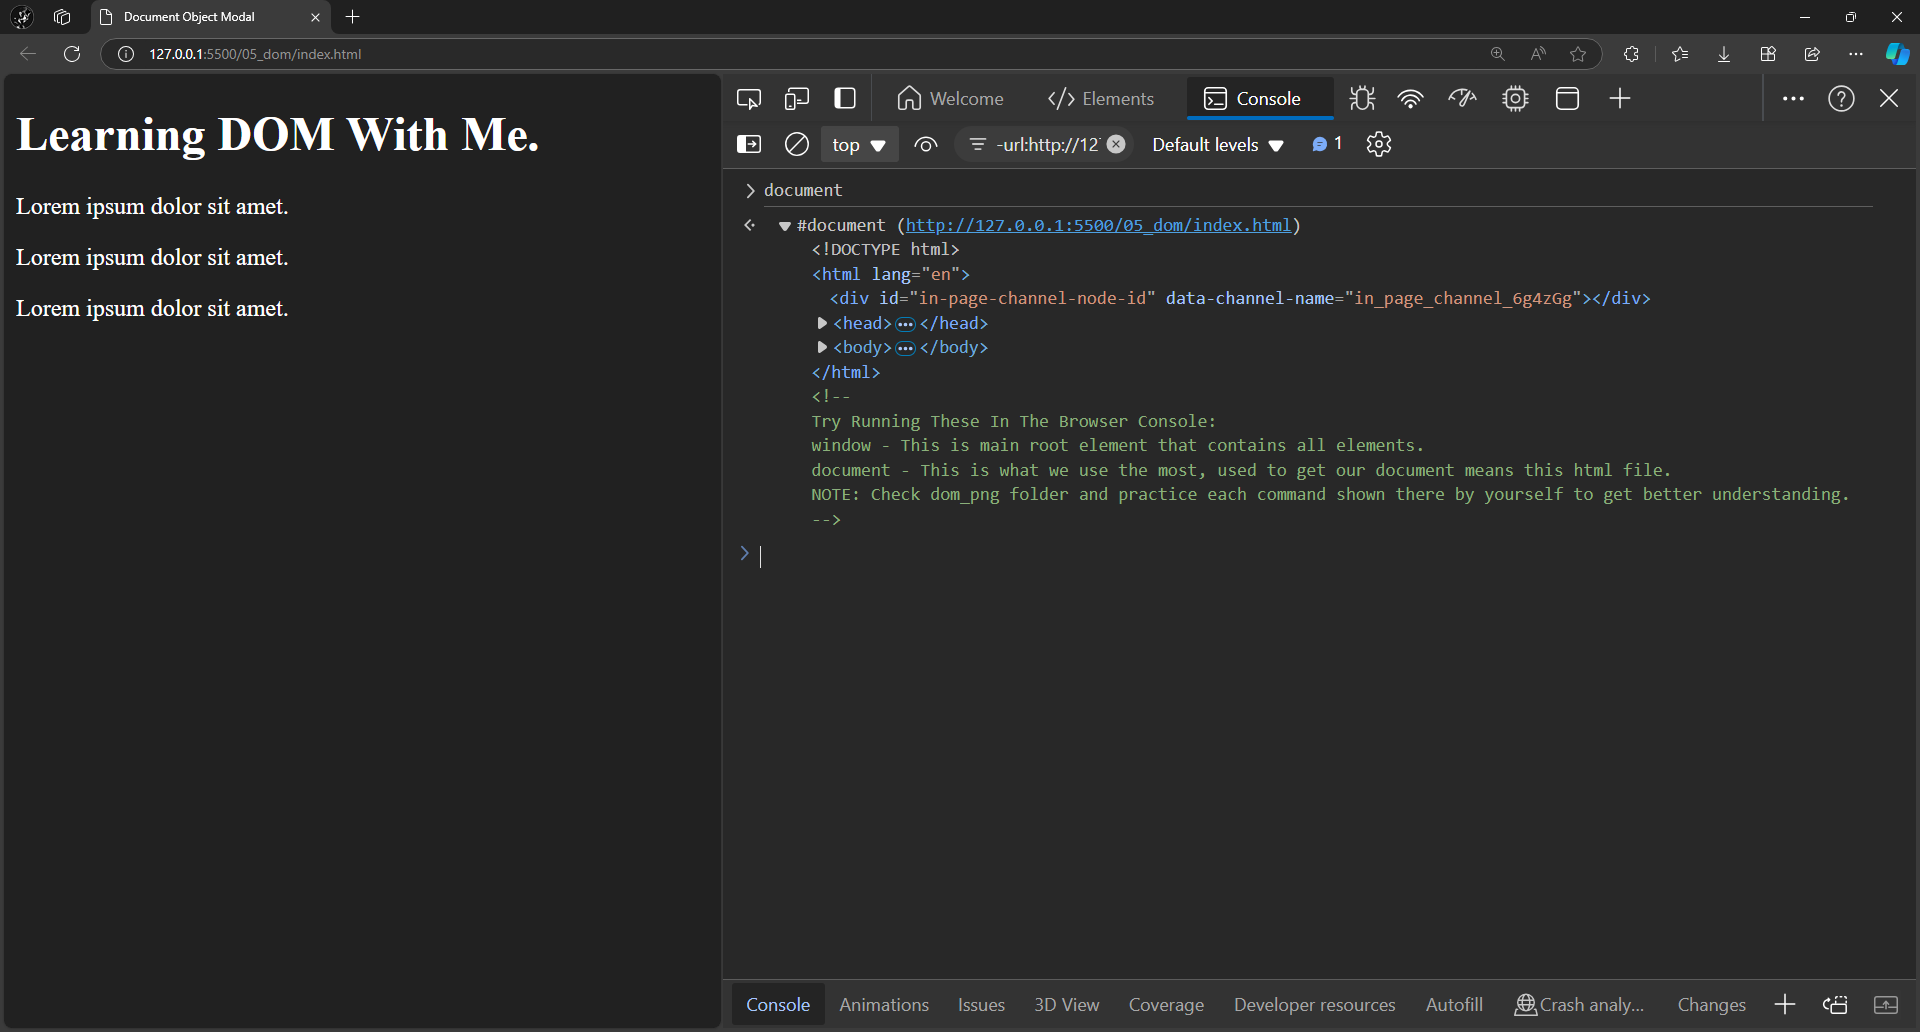 Document Object Modal
127.0.0.1:5500/05_dom/index.html
Learning DOM With Me.
Lorem ipsum dolor sit amet.
Lorem ipsum dolor sit amet.
Lorem ipsum dolor sit amet.
Welcome
</> Elements
Console
top
-url:http://12
Default levels
1
> document
#document (http://127.0.0.1:5500/05_dom/index.html)
<!DOCTYPE html>
<html lang="en">
<div id="in-page-channel-node-id" data-channel-name="in_page_channel_6g4zGg"></div>
<head>…</head>
<body>…</body>
</html>
<!--
Try Running These In The Browser Console:
window - This is main root element that contains all elements.
document - This is what we use the most, used to get our document means this html file.
NOTE: Check dom_png folder and practice each command shown there by yourself to get better understanding.
-->
>
Console
Animations
Issues
3D View
Coverage
Developer resources
Autofill
Crash analy...
Changes